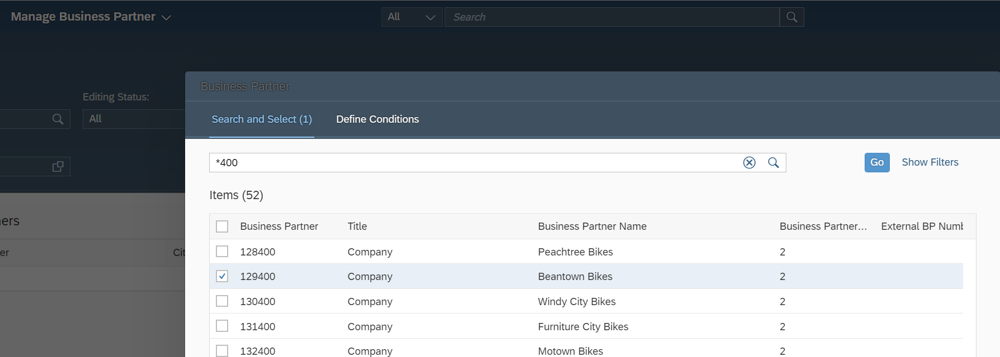 Manage Business Partner
All
Search
Business Partner
Editing Status:
All
Search and Select (1)
Define Conditions
*400
Go
Show Filters
Items (52)
Business Partner Title Business Partner Name Business Partner... External BP Numb
128400 Company Peachtree Bikes 2
129400 Company Beantown Bikes 2
130400 Company Windy City Bikes 2
131400 Company Furniture City Bikes 2
132400 Company Motown Bikes 2
ers
er
Cit